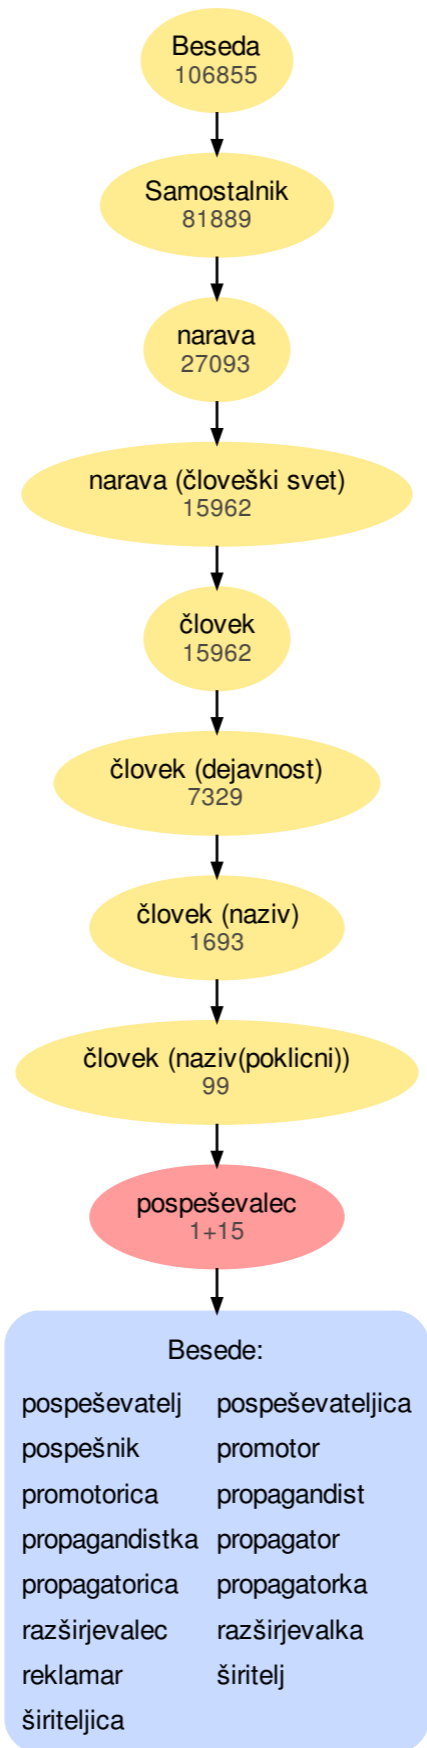 Beseda
106855
Samostalnik
81889
narava
27093
narava (človeški svet)
15962
človek
15962
človek (dejavnost)
7329
človek (naziv)
1693
človek (naziv(poklicni))
99
pospeševalec
1+15
Besede:
pospeševatelj pospeševateljica
pospešnik promotor
promotorica propagandist
propagandistka propagator
propagatorica propagatorka
razširjevalec razširjevalka
reklamar širitelj
širiteljica